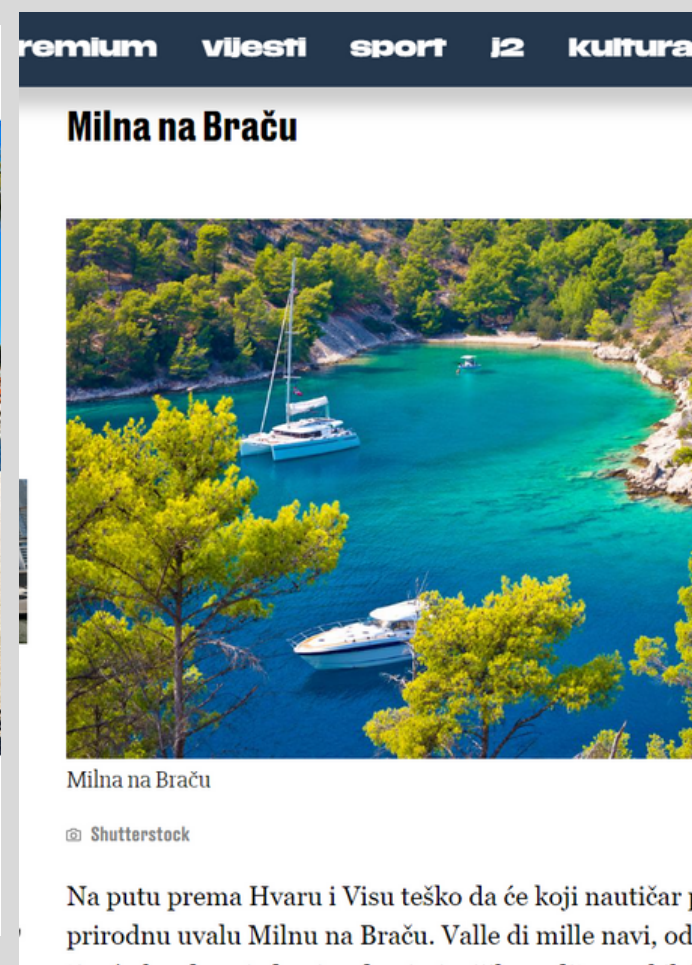 vijesti sport j2 kultura
Milna na Braču
Milna na Braču
Shutterstock
Na putu prema Hvaru i Visu teško da će koji nautičar
prirodnu uvalu Milnu na Braču. Valle di mille navi, od